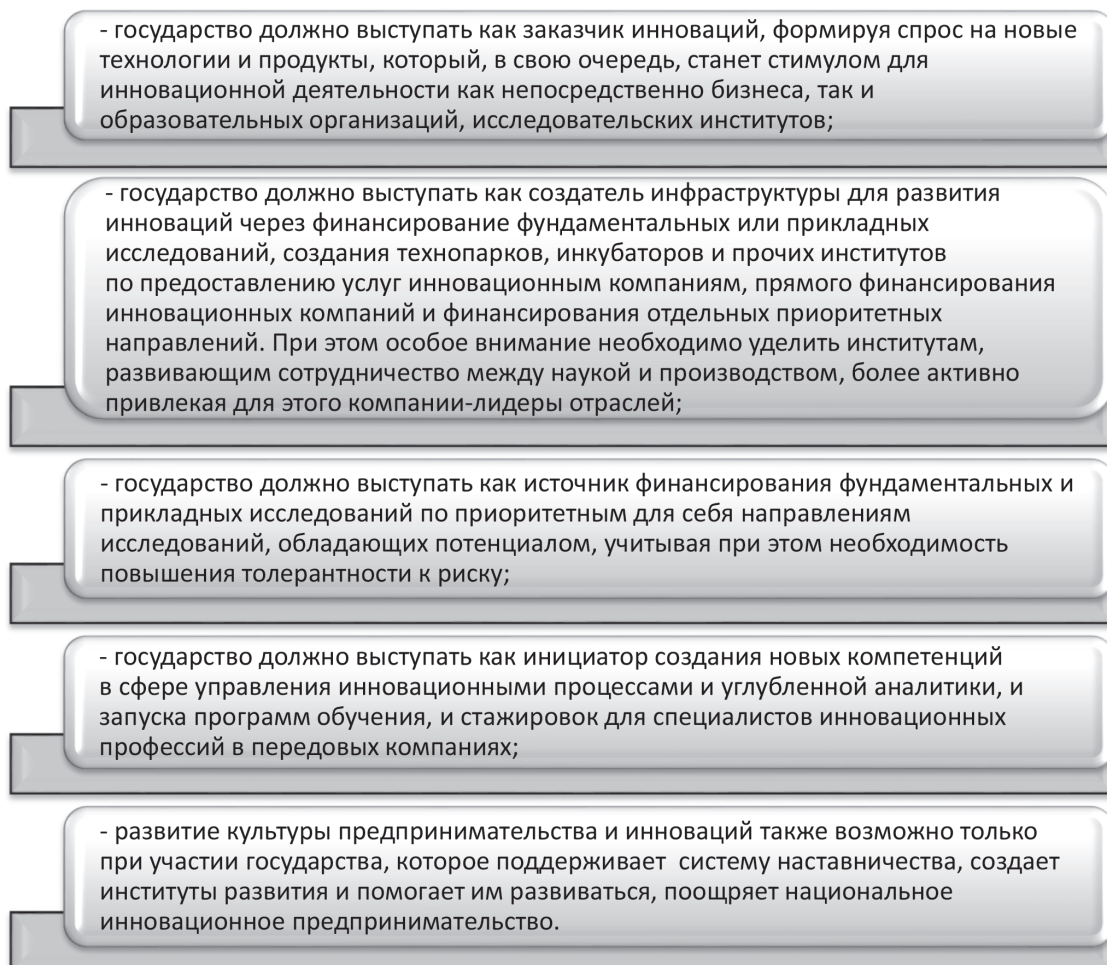 - государство должно выступать как заказчик инноваций, формируя спрос на новые
технологии и продукты, который, в свою очередь, станет стимулом для
инновационной деятельности как непосредственно бизнеса, так и
образовательных организаций, исследовательских институтов;
- государство должно выступать как создатель инфраструктуры для развития
инноваций через финансирование фундаментальных или прикладных
исследований, создания технопарков, инкубаторов и прочих институтов
по предоставлению услуг инновационным компаниям, прямого финансирования
инновационных компаний и финансирования отдельных приоритетных
направлений. При этом особое внимание необходимо уделить институтам,
развивающим сотрудничество между наукой и производством, более активно
привлекая для этого компании-лидеры отраслей;
- государство должно выступать как источник финансирования фундаментальных и
прикладных исследований по приоритетным для себя направлениям
исследований, обладающих потенциалом, учитывая при этом необходимость
повышения толерантности к риску;
- государство должно выступать как инициатор создания новых компетенций
в сфере управления инновационными процессами и углубленной аналитики, и
запуска программ обучения, и стажировок для специалистов инновационных
профессий в передовых компаниях;
- развитие культуры предпринимательства и инноваций также возможно только
при участии государства, которое поддерживает систему наставничества, создает
институты развития и помогает им развиваться, поощряет национальное
инновационное предпринимательство.